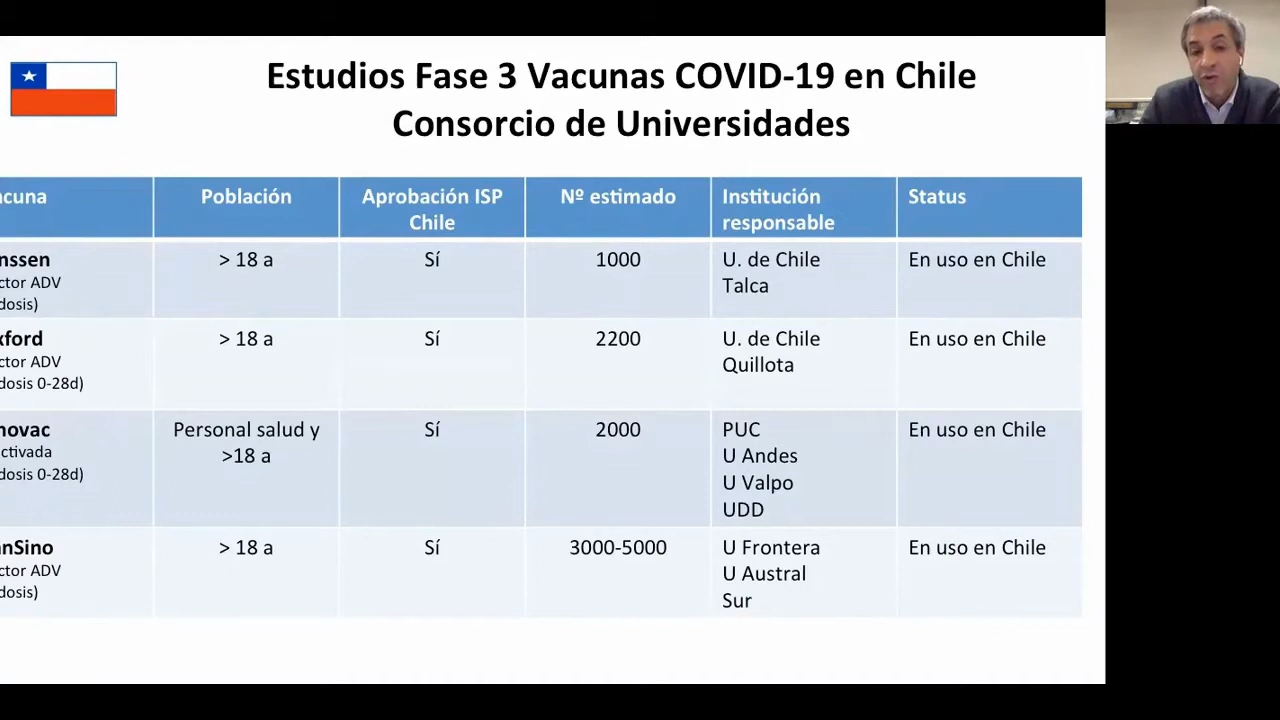 Estudios Fase 3 Vacunas COVID-19 en Chile
Consorcio de Universidades
acuna
Población
Aprobación ISP
Chile
Nº estimado
Institución
responsable
Status
nssen
ctor ADV
dosis)
> 18 a
Sí
1000
U. de Chile
Talca
En uso en Chile
xford
ctor ADV
dosis 0-28d)
> 18 a
Sí
2200
U. de Chile
Quillota
En uso en Chile
novac
ctivada
dosis 0-28d)
Personal salud y
>18 a
Sí
2000
PUC
U Andes
U Valpo
UDD
En uso en Chile
nSino
ctor ADV
dosis)
> 18 a
Sí
3000-5000
U Frontera
U Austral
Sur
En uso en Chile